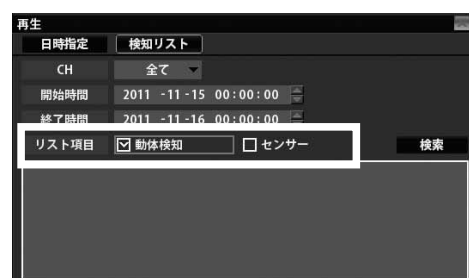 再生
日時指定 検知リスト
CH 全て
開始時間 2011 -11-15 00:00:00
終了時間 2011 -11-16 00:00:00
リスト項目 動体検知 センサー 検索